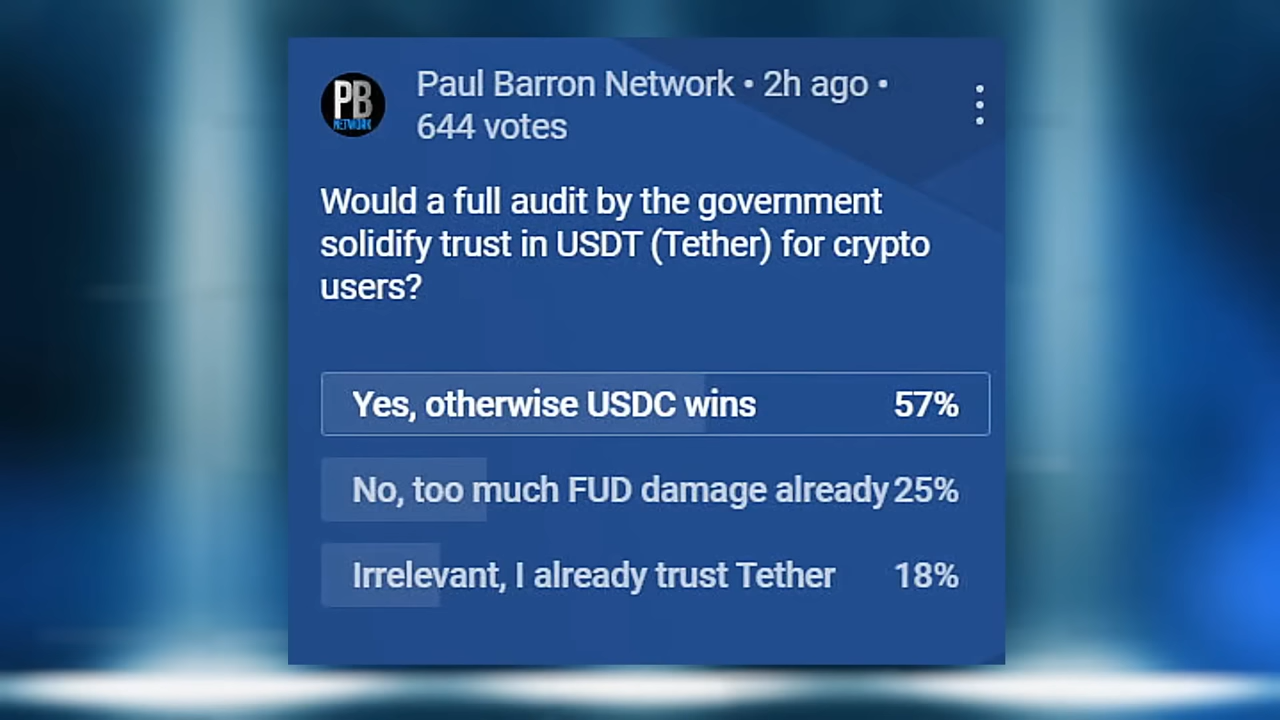 PB
NETWORK
Paul Barron Network • 2h ago •
644 votes
Would a full audit by the government
solidify trust in USDT (Tether) for crypto
users?
Yes, otherwise USDC wins 57%
No, too much FUD damage already 25%
Irrelevant, I already trust Tether 18%